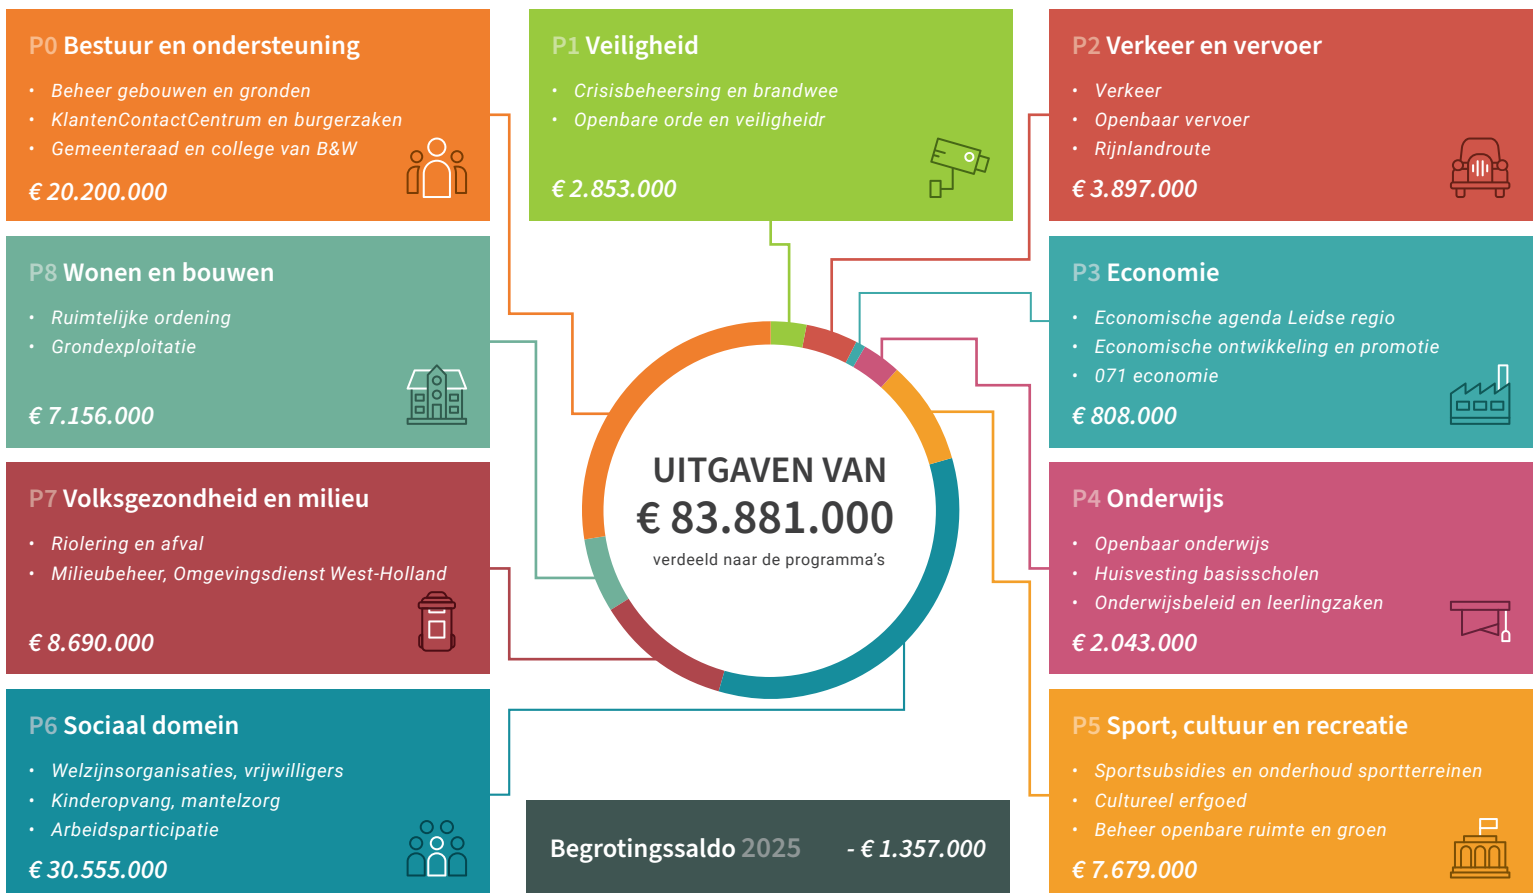 P0 Bestuur en ondersteuning
• Beheer gebouwen en gronden
• KlantenContactCentrum en burgerzaken
• Gemeenteraad en college van B&W
€ 20.200.000
P1 Veiligheid
• Crisisbeheersing en brandwee
• Openbare orde en veiligheidr
€ 2.853.000
P2 Verkeer en vervoer
• Verkeer
• Openbaar vervoer
• Rijnlandroute
€ 3.897.000
P8 Wonen en bouwen
• Ruimtelijke ordening
• Grondexploitatie
€ 7.156.000
P3 Economie
• Economische agenda Leidse regio
• Economische ontwikkeling en promotie
• 071 economie
€ 808.000
UITGAVEN VAN
€ 83.881.000
verdeeld naar de programma's
P7 Volksgezondheid en milieu
• Riolering en afval
• Milieubeheer, Omgevingsdienst West-Holland
€ 8.690.000
P4 Onderwijs
• Openbaar onderwijs
• Huisvesting basisscholen
• Onderwijsbeleid en leerlingzaken
€ 2.043.000
P6 Sociaal domein
• Welzijnsorganisaties, vrijwilligers
• Kinderopvang, mantelzorg
• Arbeidsparticipatie
€ 30.555.000
Begrotingssaldo 2025 - € 1.357.000
P5 Sport, cultuur en recreatie
• Sportsubsidies en onderhoud sportterreinen
• Cultureel erfgoed
• Beheer openbare ruimte en groen
€ 7.679.000